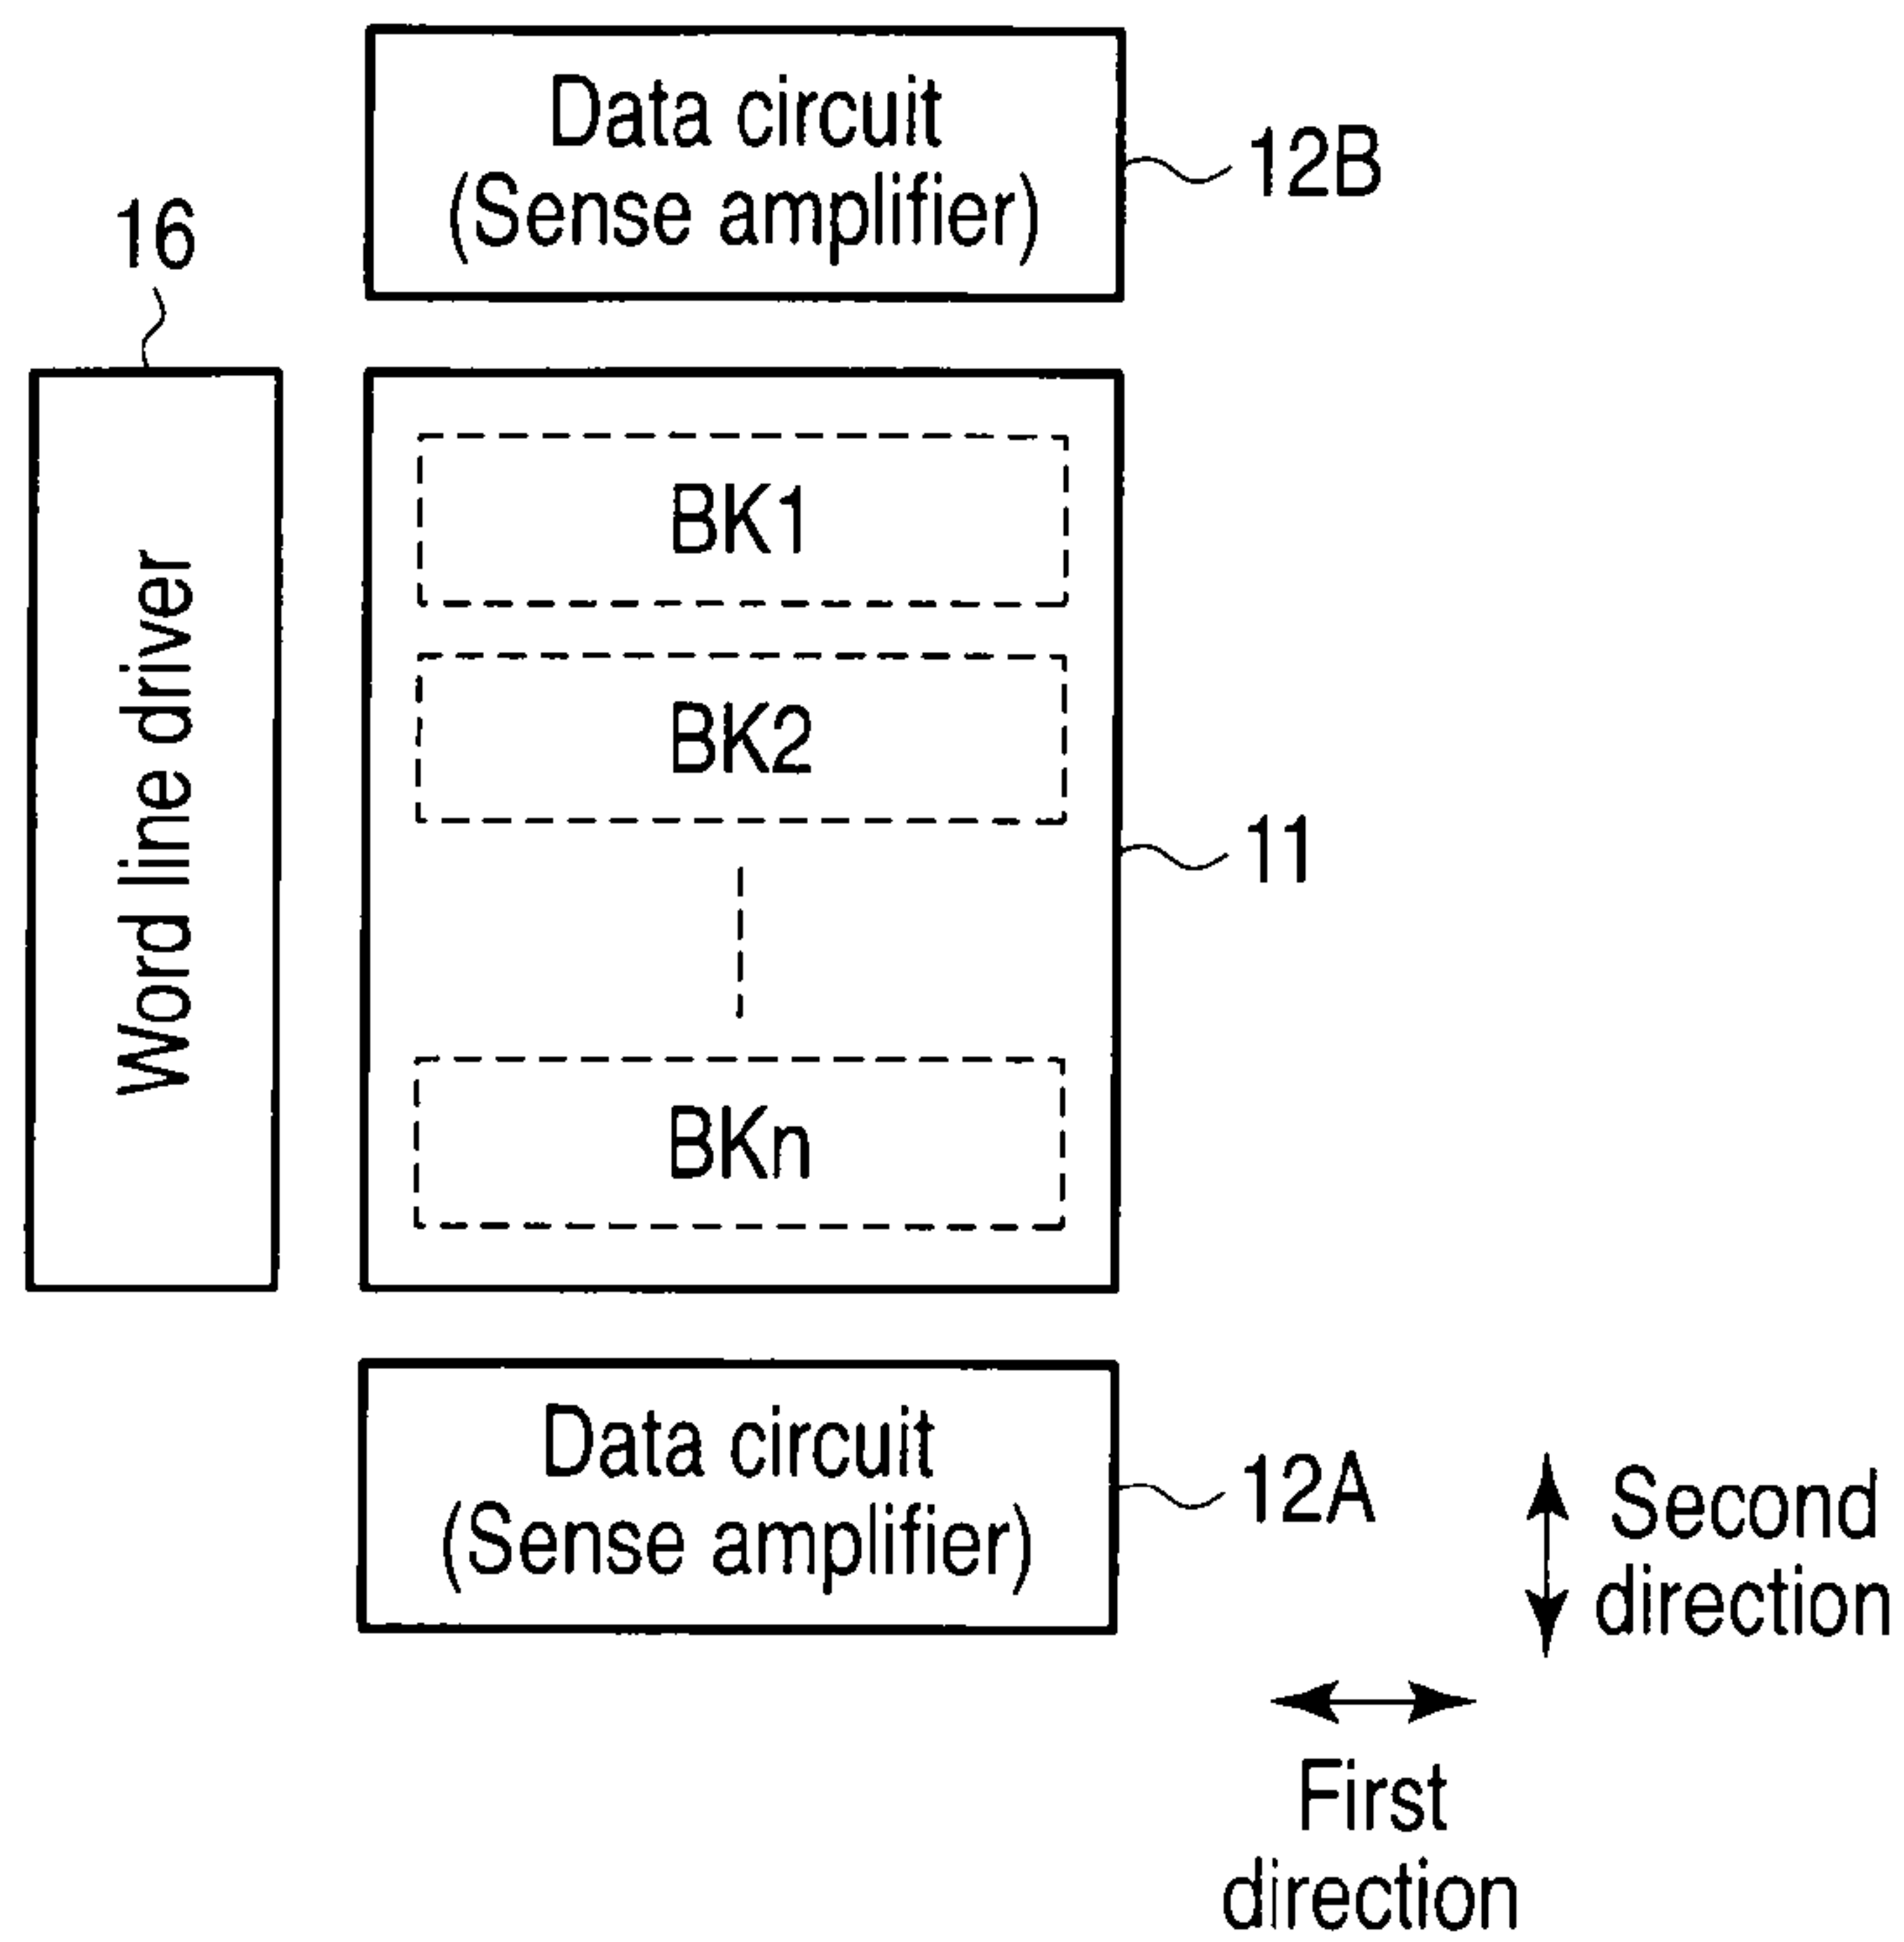 Data circuit
(Sense amplifier)
12B
16
Word line driver
BK1
BK2
11
BKn
Data circuit
(Sense amplifier)
12A
Second
direction
First
direction